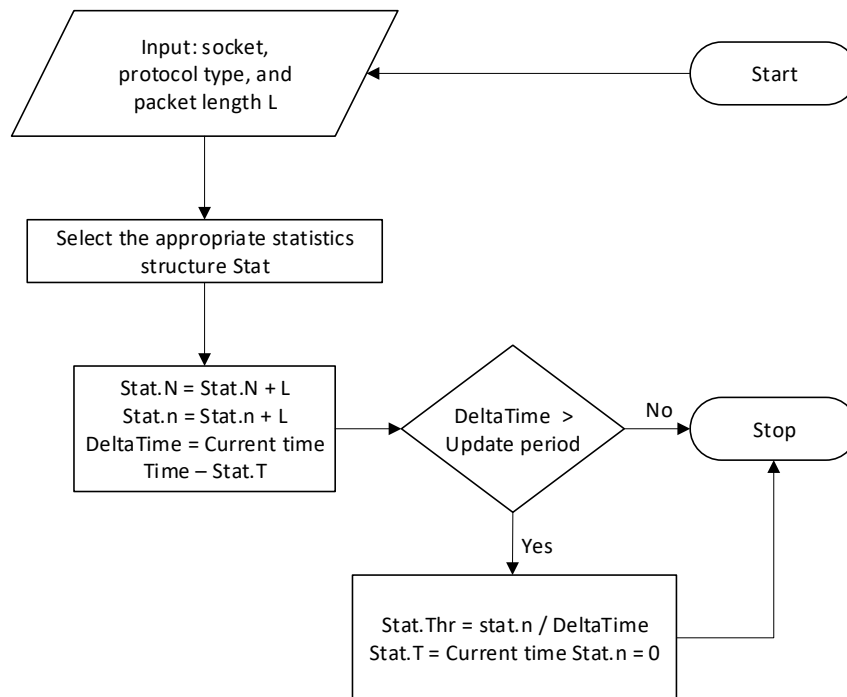 Start
Input: socket,
protocol type, and
packet length L
Select the appropriate statistics
structure Stat
Stat.N = Stat.N + L
Stat.n = Stat.n + L
DeltaTime = Current time
Time – Stat.T
DeltaTime >
Update period
No
Stop
Yes
Stat.Thr = stat.n / DeltaTime
Stat.T = Current time Stat.n = 0